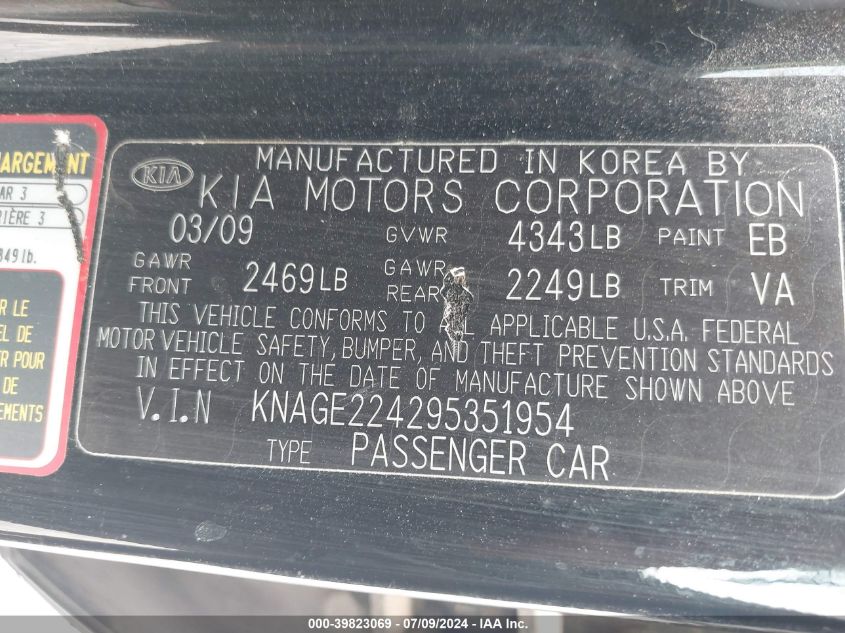 ARGEMENT
AR 3
RIÈRE 3
849 lb.
R LE
EL DE
R POUR
DE
EMENTS
KIA
MANUFACTURED IN KOREA BY
KIA MOTORS CORPORATION
03/09 GVWR 4343LB PAINT EB
GAWR FRONT 2469LB GAWR REAR 2249LB TRIM VA
THIS VEHICLE CONFORMS TO ALL APPLICABLE U.S.A. FEDERAL
MOTOR VEHICLE SAFETY, BUMPER, AND THEFT PREVENTION STANDARDS
IN EFFECT ON THE DATE OF MANUFACTURE SHOWN ABOVE
V.I.N KNAGE224295351954
TYPE PASSENGER CAR
000-39823069 - 07/09/2024 - IAA Inc.